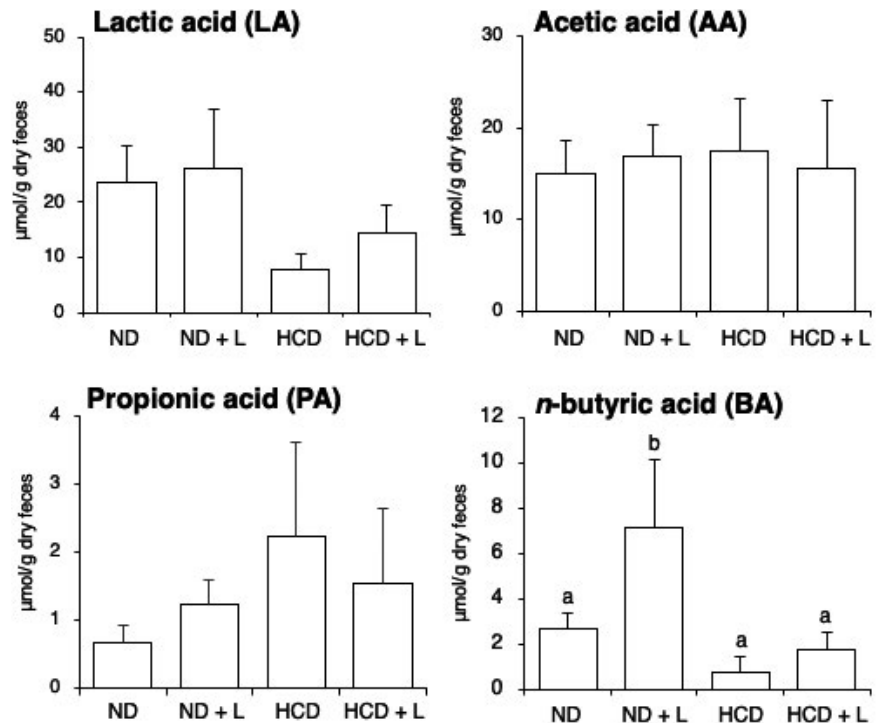 Lactic acid (LA)
50
40
30
20
10
0
µmol/g dry feces
ND
ND + L
HCD
HCD + L
Acetic acid (AA)
30
20
10
0
µmol/g dry feces
ND
ND + L
HCD
HCD + L
Propionic acid (PA)
4
3
2
1
0
µmol/g dry feces
ND
ND + L
HCD
HCD + L
n-butyric acid (BA)
12
10
8
6
4
2
0
µmol/g dry feces
a
b
a
a
ND
ND + L
HCD
HCD + L